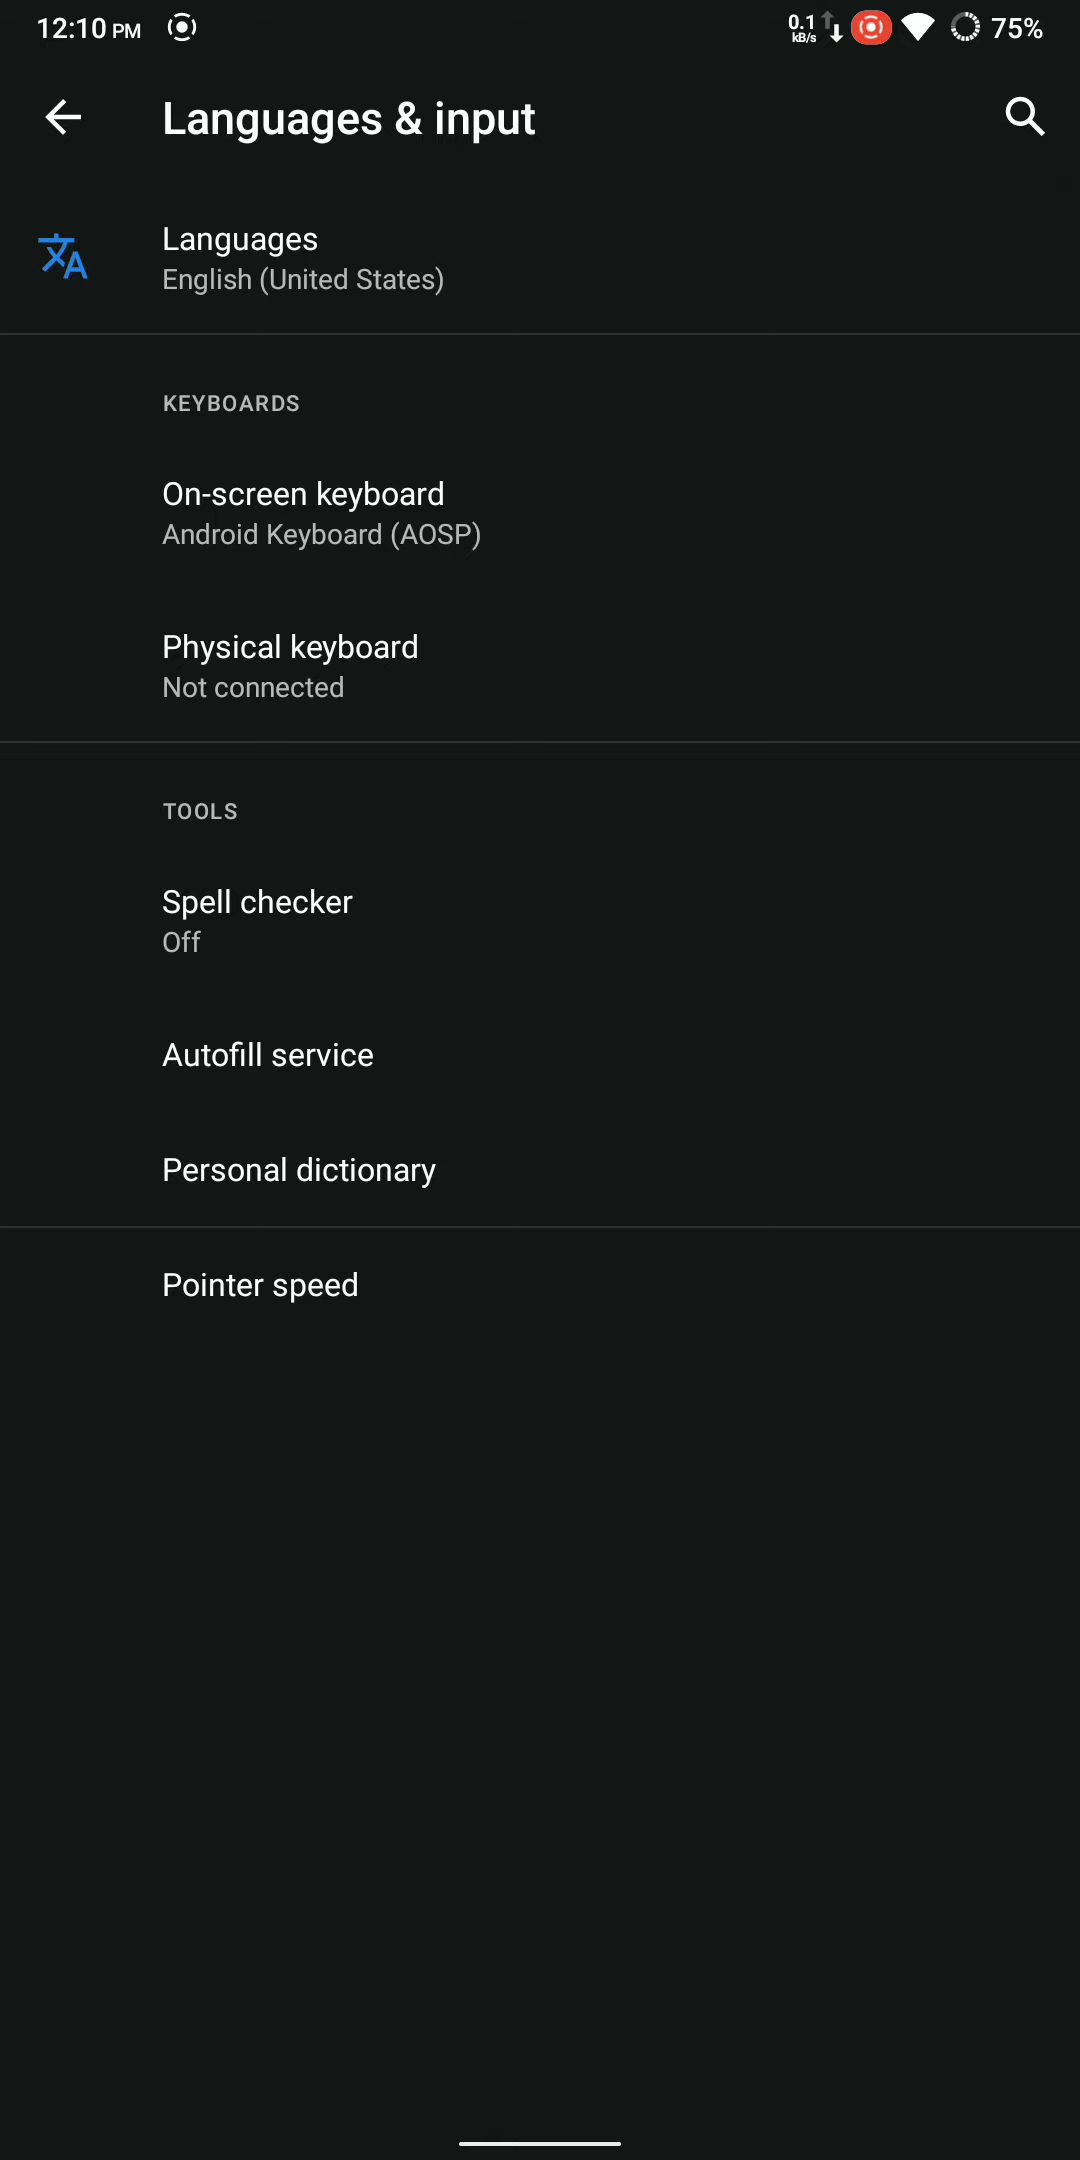 12:10 PM
0.1 kB/s
75%
Languages & input
Languages
English (United States)
KEYBOARDS
On-screen keyboard
Android Keyboard (AOSP)
Physical keyboard
Not connected
TOOLS
Spell checker
Off
Autofill service
Personal dictionary
Pointer speed